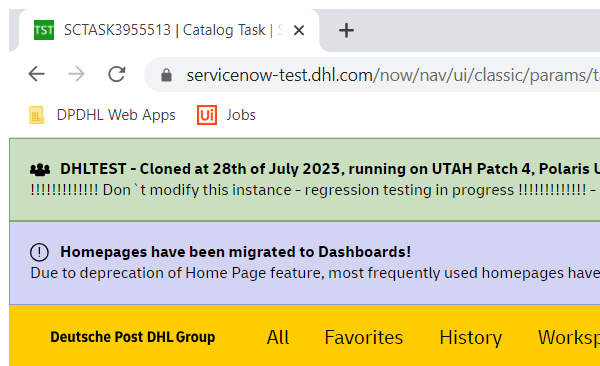 TST SCTASK3955513 | Catalog Task | S
servicenow-test.dhl.com/now/nav/ui/classic/params/t
DPDHL Web Apps Ui Jobs
DHLTEST - Cloned at 28th of July 2023, running on UTAH Patch 4, Polaris U
!!!!!!!!!!!!! Don`t modify this instance - regression testing in progress !!!!!!!!!!!!! -
Homepages have been migrated to Dashboards!
Due to deprecation of Home Page feature, most frequently used homepages have
Deutsche Post DHL Group All Favorites History Worksp